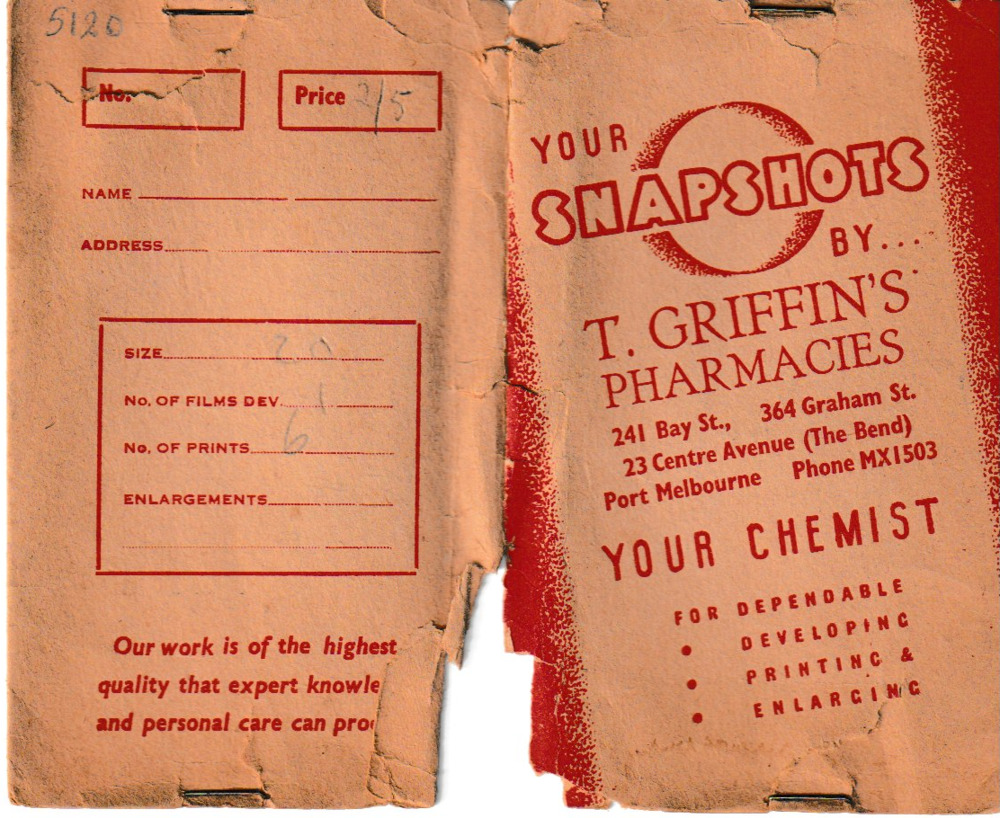 5120
No.
Price 2/5
NAME
ADDRESS
SIZE 20
No. OF FILMS DEV. 1
No. OF PRINTS 6
ENLARGEMENTS
Our work is of the highest
quality that expert knowle
and personal care can pro
YOUR
SNAPSHOTS
BY...
T. GRIFFIN'S
PHARMACIES
241 Bay St., 364 Graham St.
23 Centre Avenue (The Bend)
Port Melbourne Phone MX1503
YOUR CHEMIST
FOR DEPENDABLE
• DEVELOPING
• PRINTING &
• ENLARGING